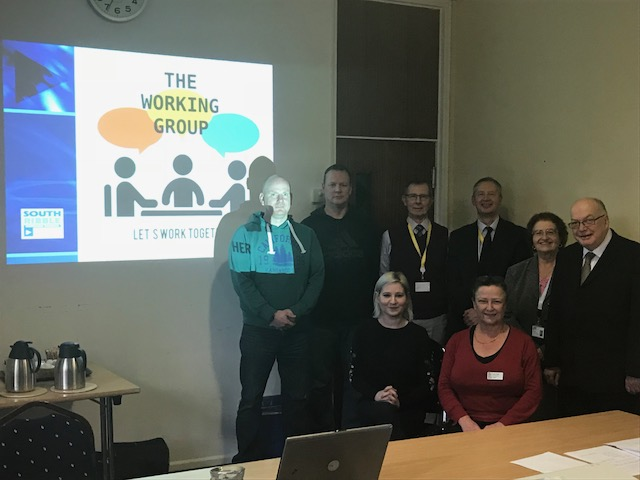 THE
WORKING
GROUP
LET S WORK TOGET
HER
SOUTH